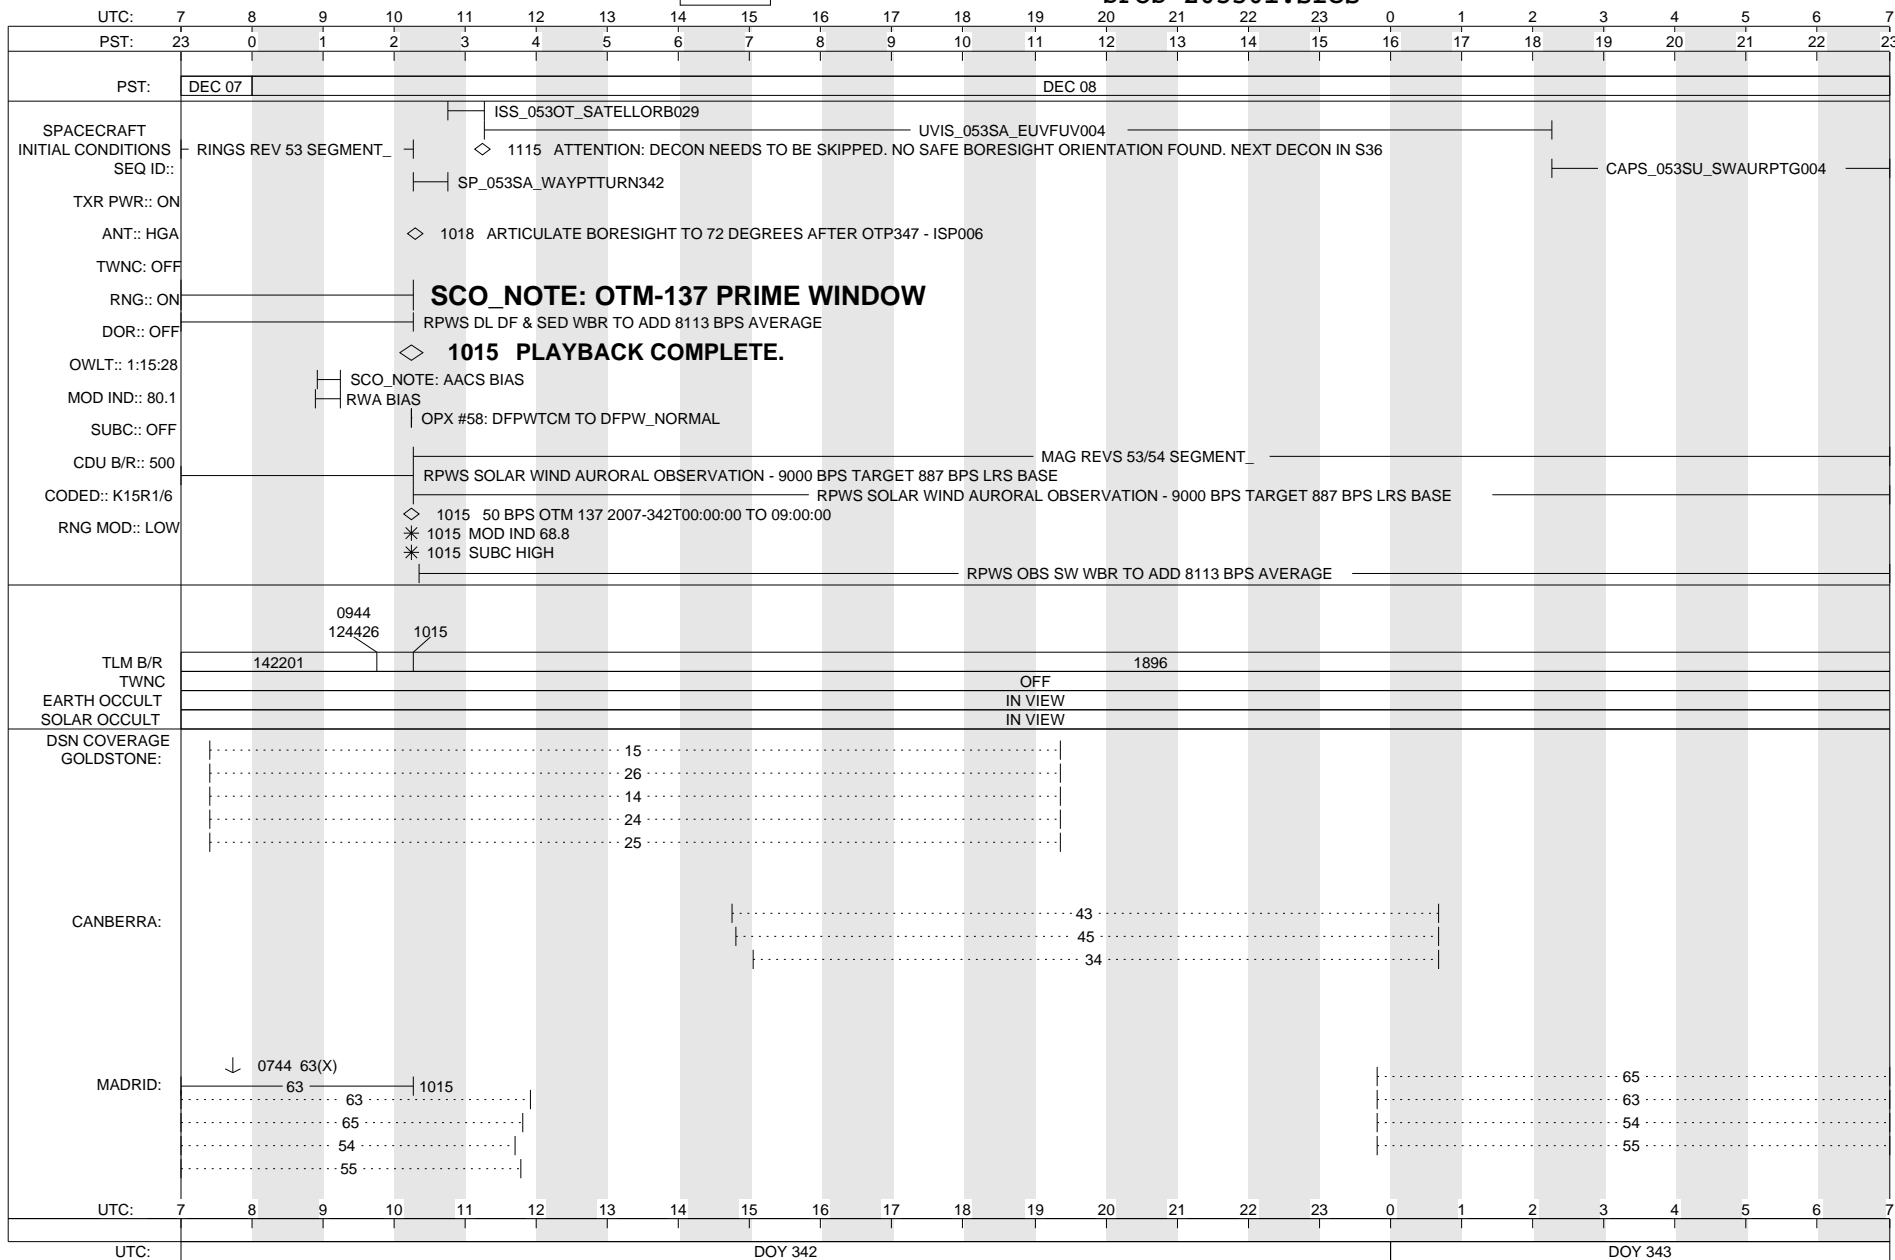 UTC: 7 8 9 10 11 12 13 14 15 16 17 18 19 20 21 22 23 0 1 2 3 4 5 6 7
PST: 23 0 1 2 3 4 5 6 7 8 9 10 11 12 13 14 15 16 17 18 19 20 21 22 23
PST: DEC 07 DEC 08
ISS_053OT_SATELLORB029
SPACECRAFT UVIS_053SA_EUVFUV004
INITIAL CONDITIONS RINGS REV 53 SEGMENT_ 1115 ATTENTION: DECON NEEDS TO BE SKIPPED. NO SAFE BORESIGHT ORIENTATION FOUND. NEXT DECON IN S36
SEQ ID:: CAPS_053SU_SWAURPTG004
SP_053SA_WAYPTTURN342
TXR PWR:: ON
ANT:: HGA 1018 ARTICULATE BORESIGHT TO 72 DEGREES AFTER OTP347 - ISP006
TWNC: OFF
RNG:: ON SCO_NOTE: OTM-137 PRIME WINDOW
DOR:: OFF RPWS DL DF & SED WBR TO ADD 8113 BPS AVERAGE
1015 PLAYBACK COMPLETE.
OWLT:: 1:15:28
SCO_NOTE: AACS BIAS
MOD IND:: 80.1 RWA BIAS
OPX #58: DFPWTCM TO DFPW_NORMAL
SUBC:: OFF
MAG REVS 53/54 SEGMENT_
CDU B/R:: 500
RPWS SOLAR WIND AURORAL OBSERVATION - 9000 BPS TARGET 887 BPS LRS BASE
CODED:: K15R1/6 RPWS SOLAR WIND AURORAL OBSERVATION - 9000 BPS TARGET 887 BPS LRS BASE
1015 50 BPS OTM 137 2007-342T00:00:00 TO 09:00:00
RNG MOD:: LOW 1015 MOD IND 68.8
1015 SUBC HIGH
RPWS OBS SW WBR TO ADD 8113 BPS AVERAGE
0944
124426 1015
TLM B/R 142201 1896
TWNC OFF
EARTH OCCULT IN VIEW
SOLAR OCCULT IN VIEW
DSN COVERAGE
GOLDSTONE: 15
26
14
24
25
CANBERRA: 43
45
34
0744 63(X)
MADRID: 63 1015 65
63 63
65 54
54 55
55
UTC: 7 8 9 10 11 12 13 14 15 16 17 18 19 20 21 22 23 0 1 2 3 4 5 6 7
UTC: DOY 342 DOY 343